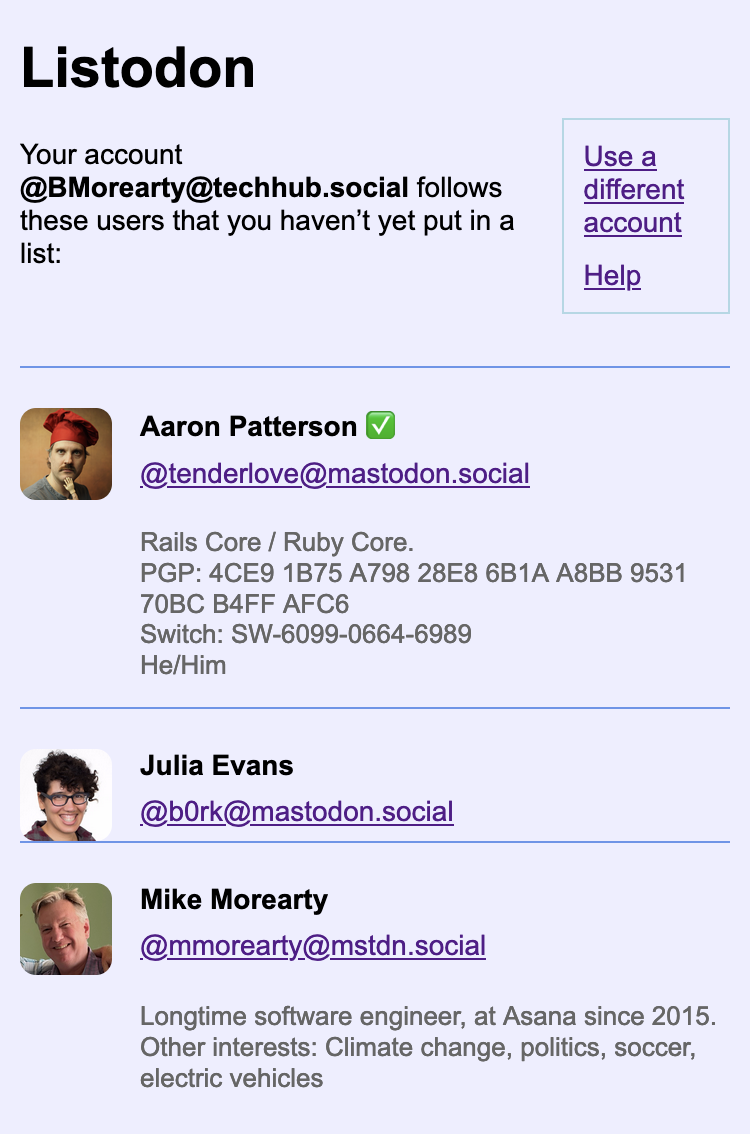 Listodon
Your account
@BMorearty@techhub.social follows
these users that you haven’t yet put in a
list:
Use a
different
account
Help
Aaron Patterson ✅
@tenderlove@mastodon.social
Rails Core / Ruby Core.
PGP: 4CE9 1B75 A798 28E8 6B1A A8BB 9531
70BC B4FF AFC6
Switch: SW-6099-0664-6989
He/Him
Julia Evans
@b0rk@mastodon.social
Mike Morearty
@mmorearty@mstdn.social
Longtime software engineer, at Asana since 2015.
Other interests: Climate change, politics, soccer,
electric vehicles